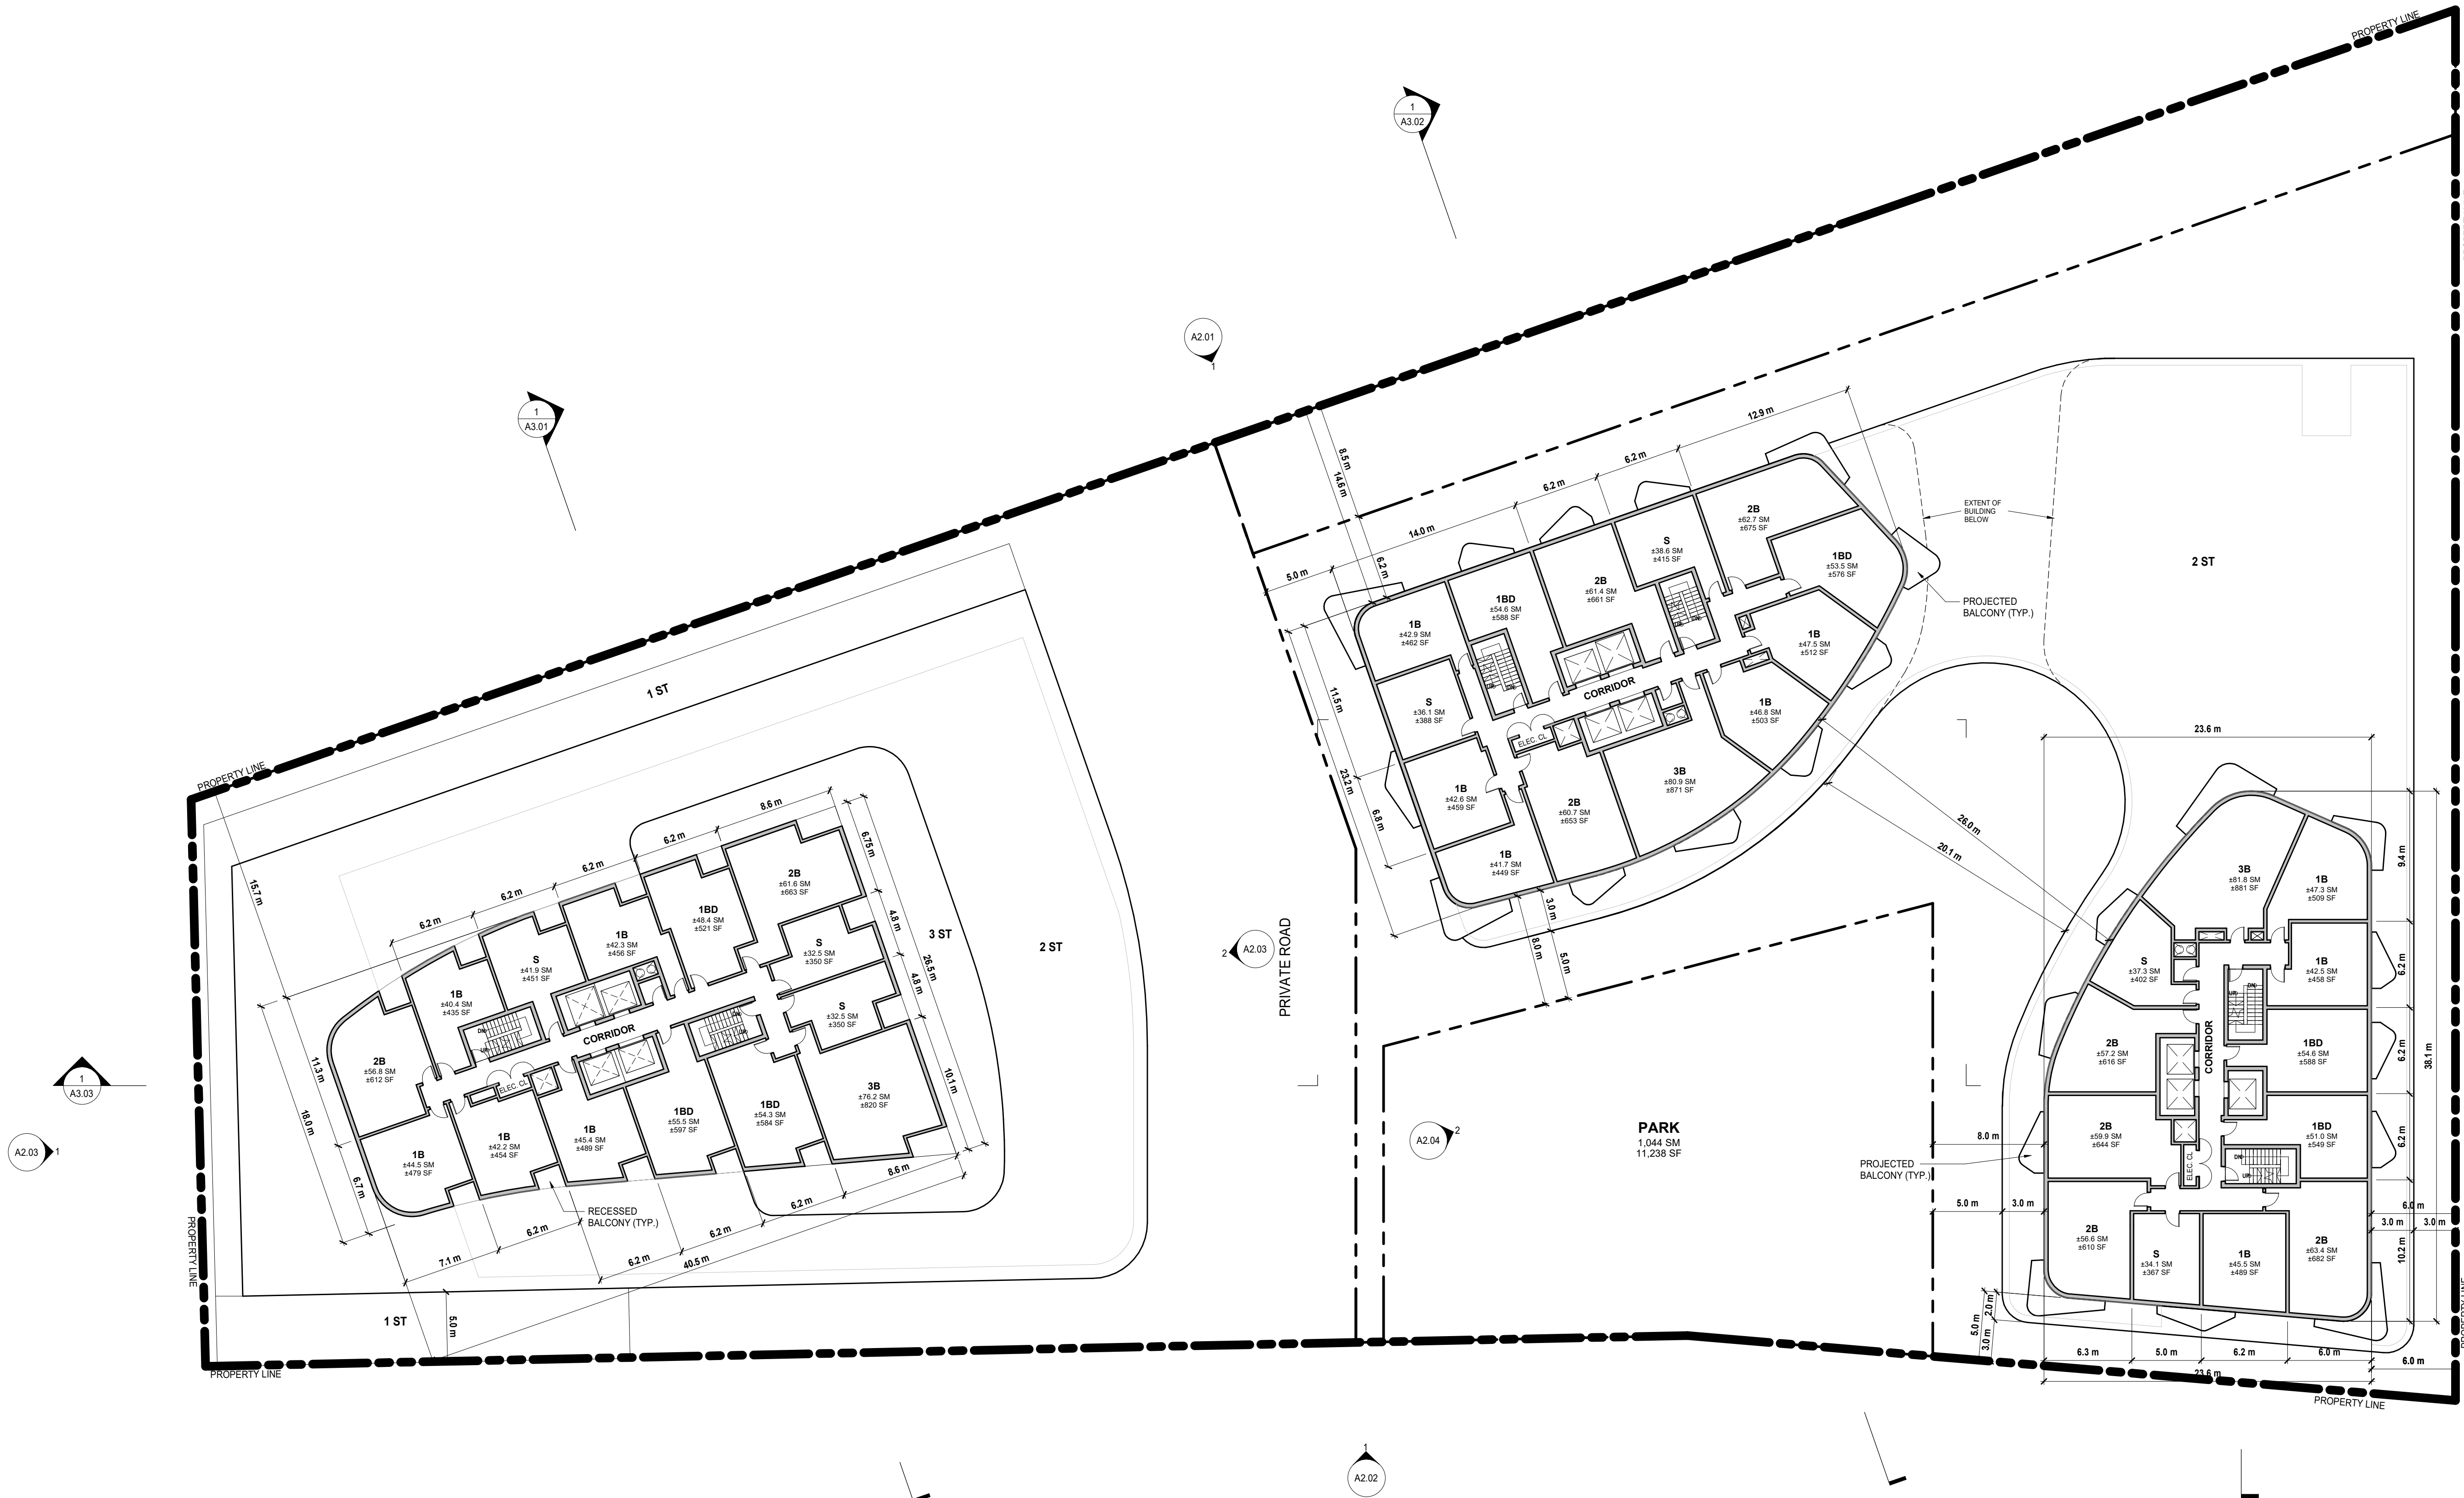 PROPERTY LINE
1
A3.02
A2.01
1
1
A3.01
12.9 m
6.2 m
6.2 m
14.0 m
5.0 m
8.5 m
14.6 m
6.2 m
EXTENT OF
BUILDING
BELOW
2 ST
PROJECTED
BALCONY (TYP.)
2B
±62.7 SM
±675 SF
S
±38.6 SM
±415 SF
1BD
±53.5 SM
±576 SF
2B
±61.4 SM
±661 SF
1BD
±54.6 SM
±588 SF
1B
±42.9 SM
±462 SF
1B
±47.5 SM
±512 SF
DN
DN
DN
DN
CORRIDOR
1B
±46.8 SM
±503 SF
S
±36.1 SM
±388 SF
ELEC. CL
3B
±80.9 SM
±871 SF
1B
±42.6 SM
±459 SF
2B
±60.7 SM
±653 SF
1B
±41.7 SM
±449 SF
11.5 m
23.2 m
6.8 m
3.0 m
8.0 m
5.0 m
26.0 m
20.1 m
PRIVATE ROAD
2
A2.03
PROPERTY LINE
1 ST
15.7 m
11.3 m
18.0 m
6.7 m
6.2 m
6.2 m
6.2 m
6.2 m
8.6 m
6.75 m
4.8 m
26.5 m
4.8 m
10.1 m
3 ST
2 ST
2B
±61.6 SM
±663 SF
1BD
±48.4 SM
±521 SF
1B
±42.3 SM
±456 SF
S
±41.9 SM
±451 SF
1B
±40.4 SM
±435 SF
S
±32.5 SM
±350 SF
S
±32.5 SM
±350 SF
2B
±56.8 SM
±612 SF
DN
UP
DN
CORRIDOR
ELEC. CL
3B
±76.2 SM
±820 SF
1BD
±54.3 SM
±584 SF
1BD
±55.5 SM
±597 SF
1B
±45.4 SM
±489 SF
1B
±42.2 SM
±454 SF
1B
±44.5 SM
±479 SF
RECESSED
BALCONY (TYP.)
7.1 m
6.2 m
6.2 m
6.2 m
6.2 m
8.6 m
40.5 m
1 ST
5.0 m
1
A3.03
A2.03
1
PROPERTY LINE
PROPERTY LINE
A2.04
2
PARK
1,044 SM
11,238 SF
1
A2.02
23.6 m
9.4 m
6.2 m
6.2 m
6.2 m
38.1 m
10.2 m
3B
±81.8 SM
±881 SF
1B
±47.3 SM
±509 SF
S
±37.3 SM
±402 SF
1B
±42.5 SM
±458 SF
DN
UP
CORRIDOR
2B
±57.2 SM
±616 SF
1BD
±54.6 SM
±588 SF
2B
±59.9 SM
±644 SF
1BD
±51.0 SM
±549 SF
ELEC. CL
DN
UP
2B
±56.6 SM
±610 SF
S
±34.1 SM
±367 SF
1B
±45.5 SM
±489 SF
2B
±63.4 SM
±682 SF
8.0 m
PROJECTED
BALCONY (TYP.)
5.0 m
3.0 m
6.0 m
3.0 m
3.0 m
2.0 m
5.0 m
3.0 m
6.3 m
5.0 m
6.2 m
6.0 m
6.0 m
23.6 m
PROPERTY LINE
PROPERTY LINE